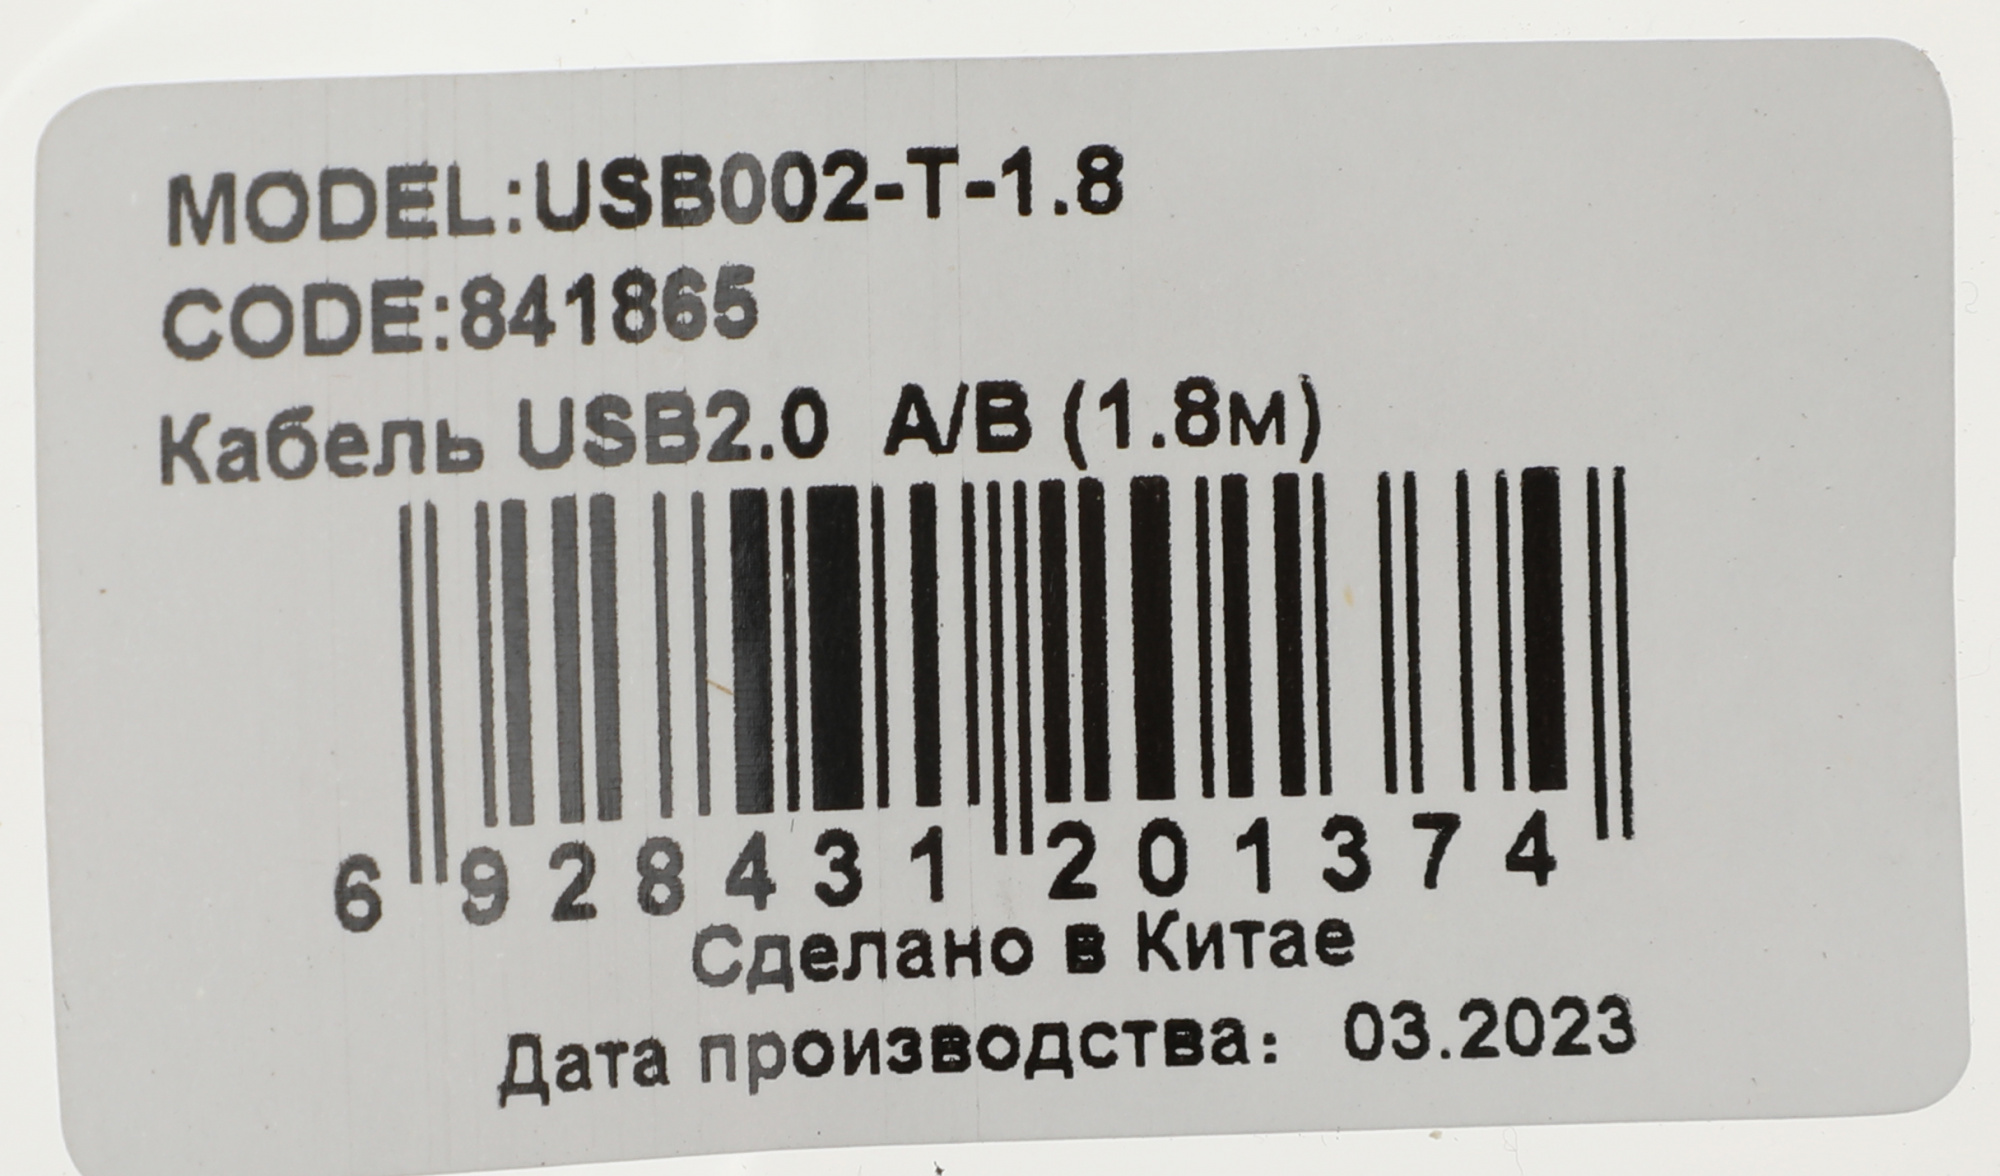 MODEL:USB002-T-1.8
CODE:841865
Кабель USB2.0 A/B (1.8м)
6 928431 201374
Сделано в Китае
Дата производства: 03.2023